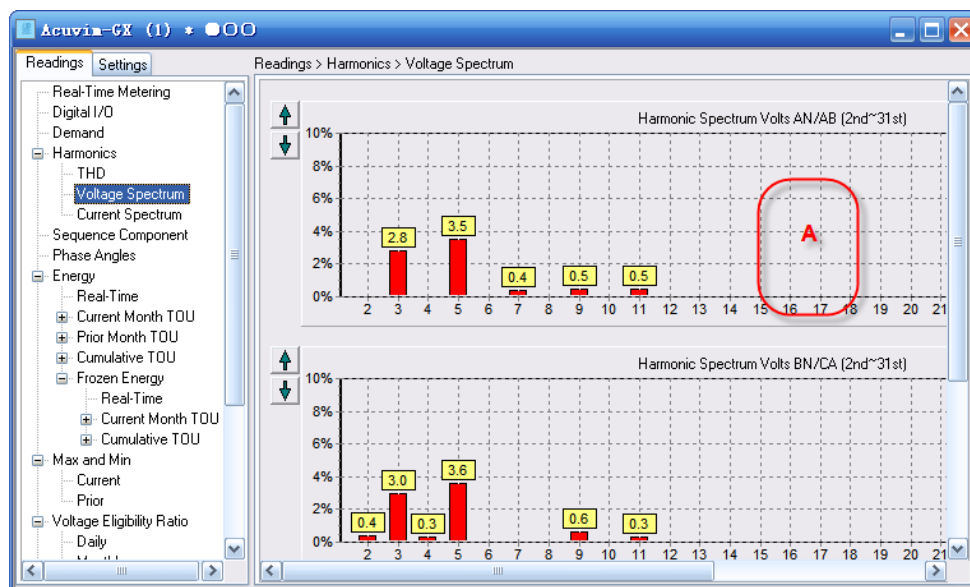 Acuvim-GX (1) *
Readings
Settings
Readings > Harmonics > Voltage Spectrum
Real-Time Metering
Digital I/O
Demand
Harmonics
THD
Voltage Spectrum
Current Spectrum
Sequence Component
Phase Angles
Energy
Real-Time
Current Month TOU
Prior Month TOU
Cumulative TOU
Frozen Energy
Real-Time
Current Month TOU
Cumulative TOU
Max and Min
Current
Prior
Voltage Eligibility Ratio
Daily
Harmonic Spectrum Volts AN/AB (2nd~31st)
10%
8%
6%
4%
2%
0%
2.8
3.5
0.4
0.5
0.5
A
2 3 4 5 6 7 8 9 10 11 12 13 14 15 16 17 18 19 20 21
Harmonic Spectrum Volts BN/CA (2nd~31st)
10%
8%
6%
4%
2%
0%
0.4
3.0
0.3
3.6
0.6
0.3
2 3 4 5 6 7 8 9 10 11 12 13 14 15 16 17 18 19 20 21